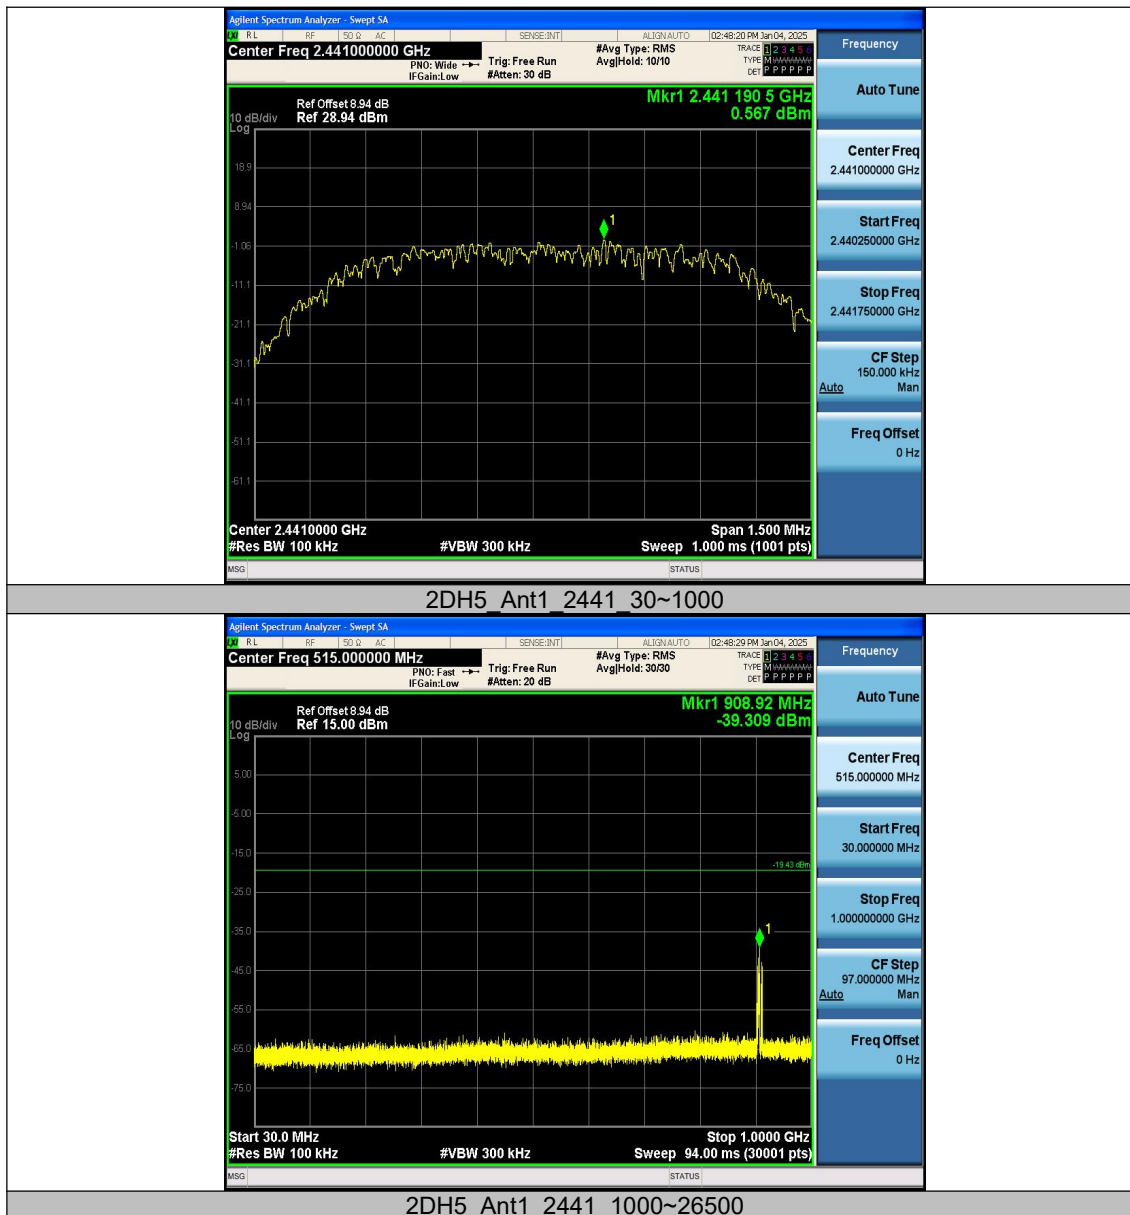 Agilent Spectrum Analyzer - Swept SA
LXI RL RF 50 Ω AC SENSE:INT ALIGN AUTO 02:48:20 PM Jan 04, 2025
Center Freq 2.441000000 GHz #Avg Type: RMS TRACE 1 2 3 4 5 6
PNO: Wide Trig: Free Run Avg|Hold: 10/10 TYPE M
IFGain:Low #Atten: 30 dB DET P P P P P P
Mkr1 2.441 190 5 GHz
0.567 dBm
Ref Offset 8.94 dB
10 dB/div Ref 28.94 dBm
Log
18.9
8.94
-1.06
-11.1
-21.1
-31.1
-41.1
-51.1
-61.1
1
Center 2.4410000 GHz Span 1.500 MHz
#Res BW 100 kHz #VBW 300 kHz Sweep 1.000 ms (1001 pts)
MSG STATUS
Frequency
Auto Tune
Center Freq
2.441000000 GHz
Start Freq
2.440250000 GHz
Stop Freq
2.441750000 GHz
CF Step
150.000 kHz
Auto Man
Freq Offset
0 Hz
2DH5_Ant1_2441_30~1000
Agilent Spectrum Analyzer - Swept SA
LXI RL RF 50 Ω AC SENSE:INT ALIGN AUTO 02:48:29 PM Jan 04, 2025
Center Freq 515.000000 MHz #Avg Type: RMS TRACE 1 2 3 4 5 6
PNO: Fast Trig: Free Run Avg|Hold: 30/30 TYPE M
IFGain:Low #Atten: 20 dB DET P P P P P P
Mkr1 908.92 MHz
-39.309 dBm
Ref Offset 8.94 dB
10 dB/div Ref 15.00 dBm
Log
5.00
-5.00
-15.0
-25.0
-35.0
-45.0
-55.0
-65.0
-75.0
-19.43 dBm
1
Start 30.0 MHz Stop 1.0000 GHz
#Res BW 100 kHz #VBW 300 kHz Sweep 94.00 ms (30001 pts)
MSG STATUS
Frequency
Auto Tune
Center Freq
515.000000 MHz
Start Freq
30.000000 MHz
Stop Freq
1.000000000 GHz
CF Step
97.000000 MHz
Auto Man
Freq Offset
0 Hz
2DH5_Ant1_2441_1000~26500